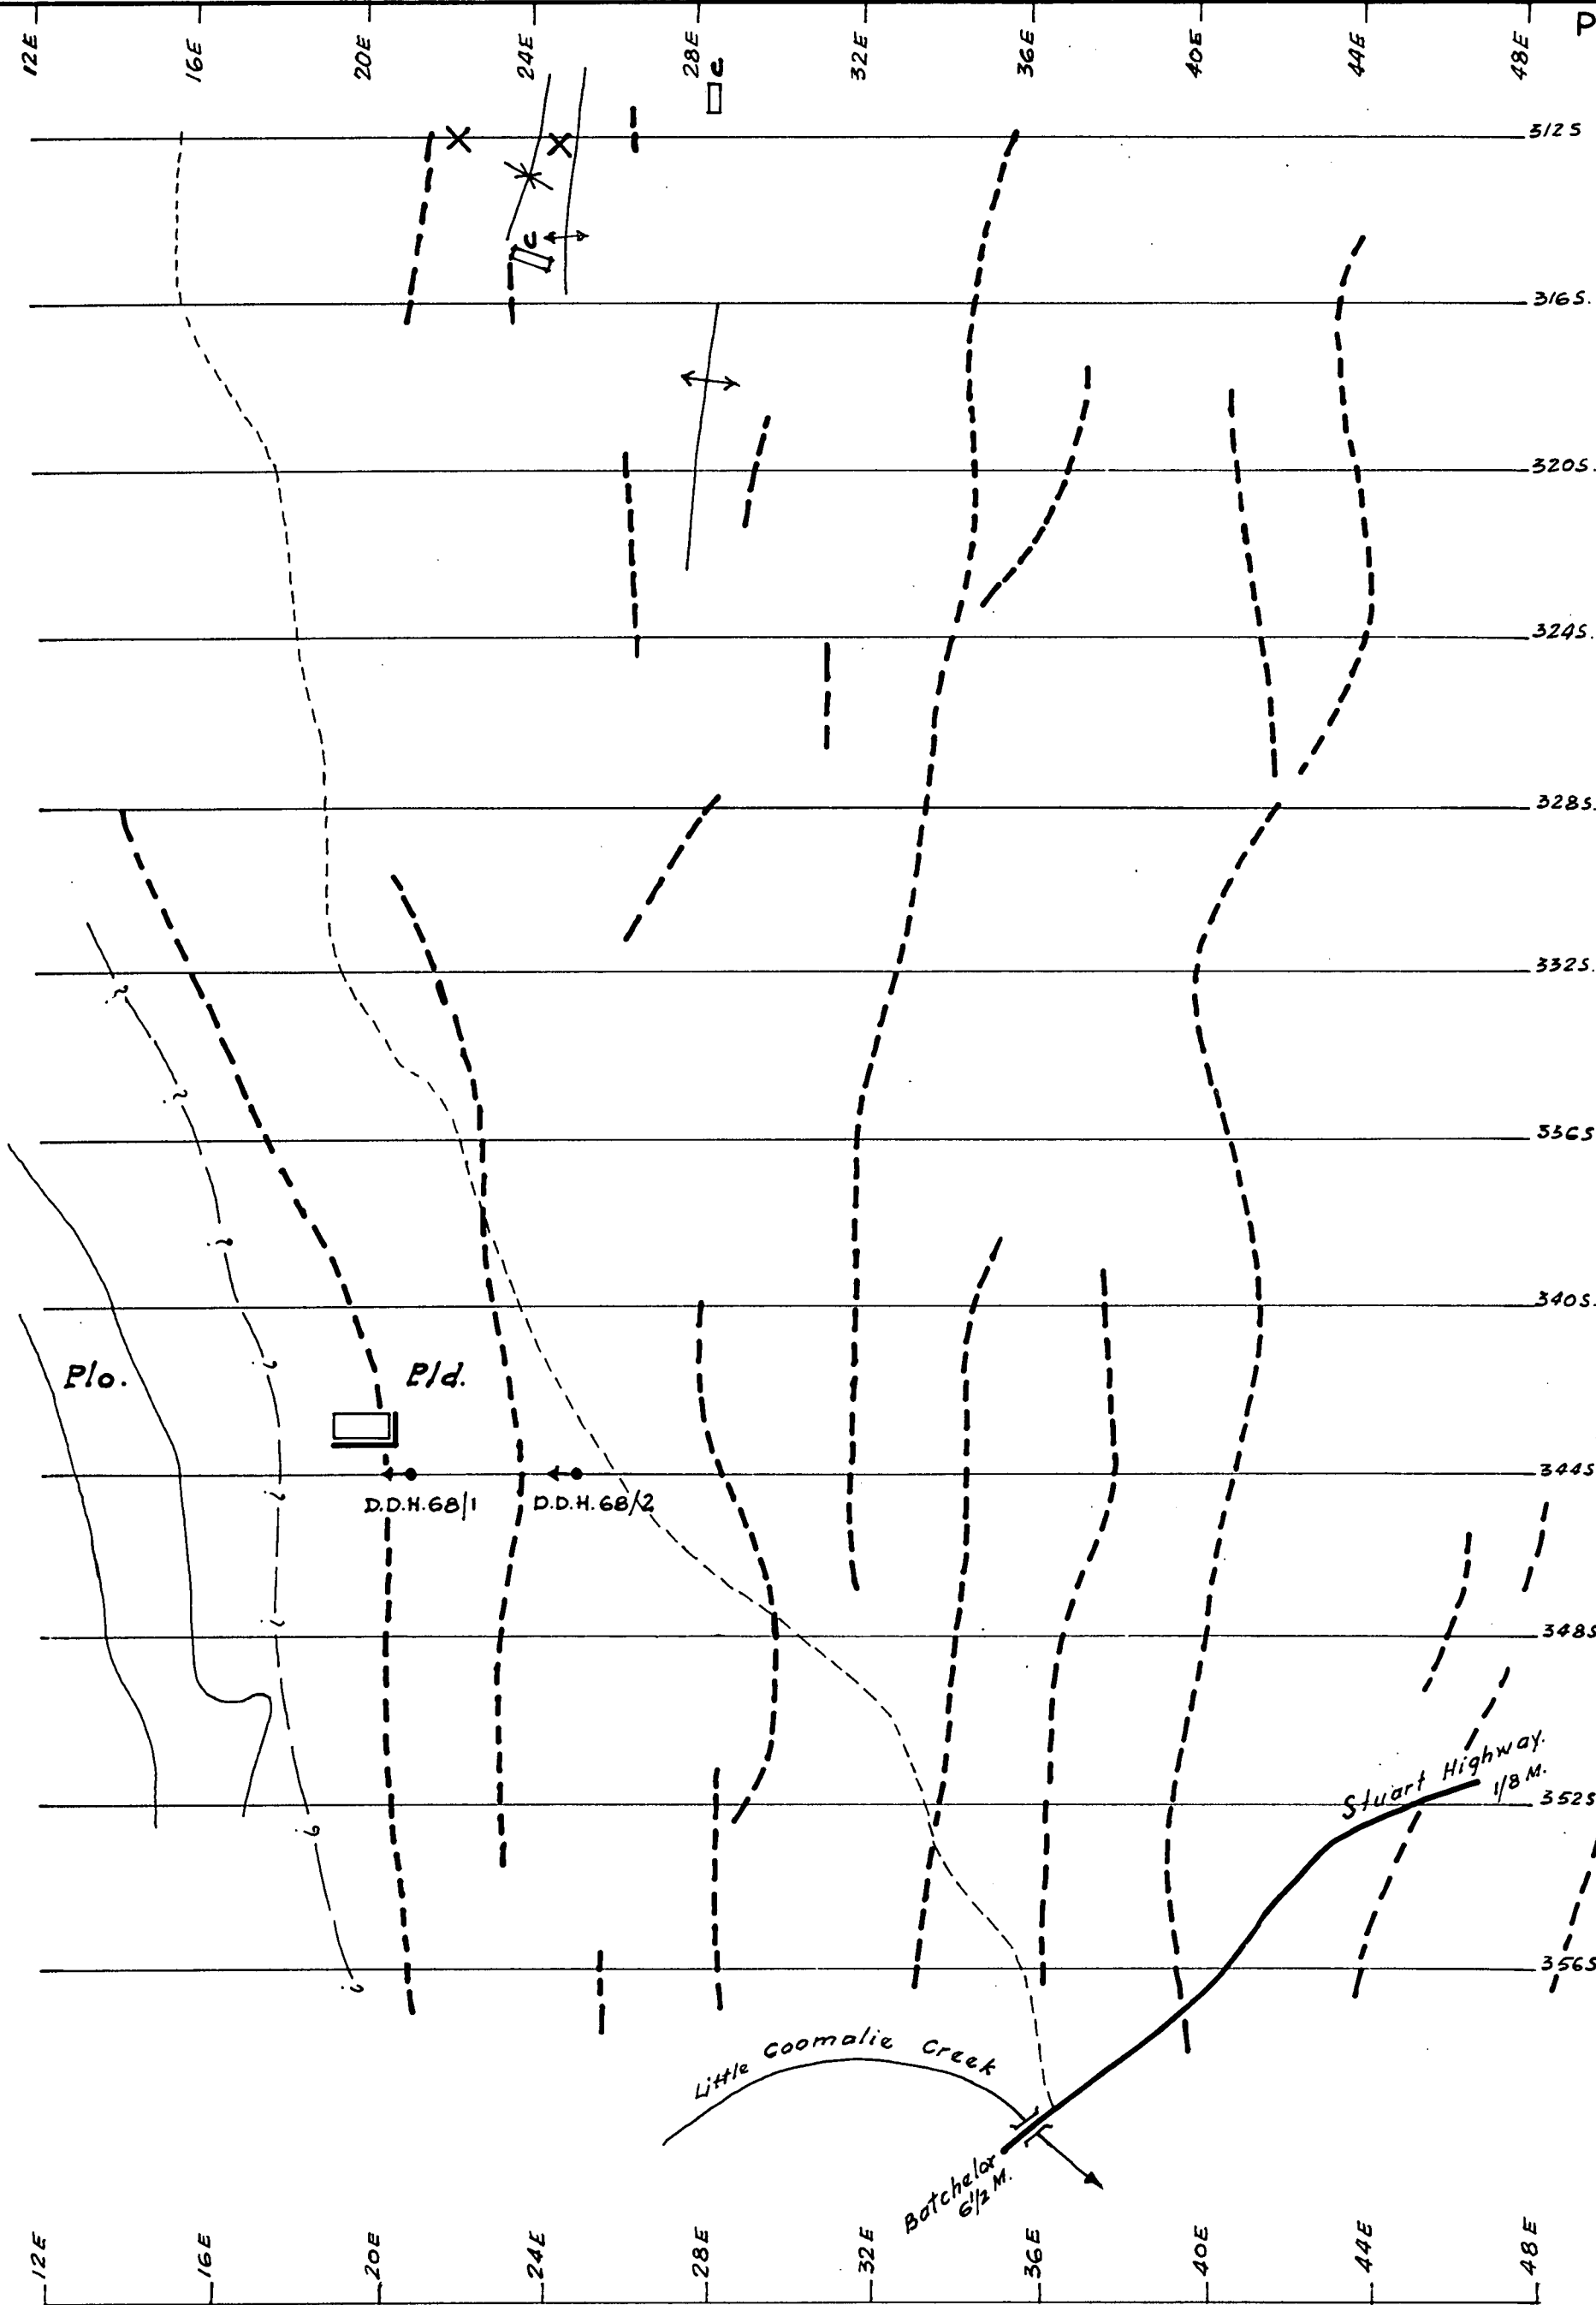 12E 16E 20E 24E 28E 32E 36E 40E 44E 48E P
c
312S
c
316S.
320S.
324S.
328S.
332S.
?
?
336S
?
340S.
Plo. ? Pld.
344S
?
D.D.H.68/1 D.D.H.68/2
?
348S
Stuart Highway.
1/8 M.
352S
?
356S
?
Little Coomalie Creek
Batchelor
6 1/2 M.
12E 16E 20E 24E 28E 32E 36E 40E 44E 48E